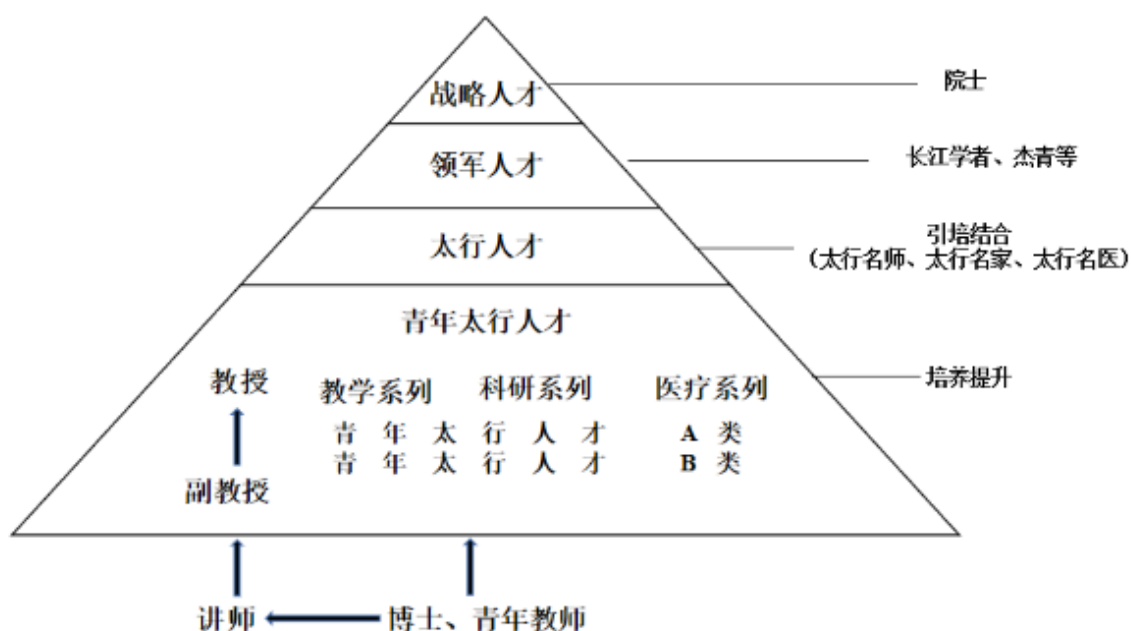 战略人才
院士
领军人才
长江学者、杰青等
太行人才
引培结合
（太行名师、太行名家、太行名医）
青年太行人才
教授
教学系列 科研系列 医疗系列
培养提升
青年太行人才 A类
青年太行人才 B类
副教授
讲师
博士、青年教师